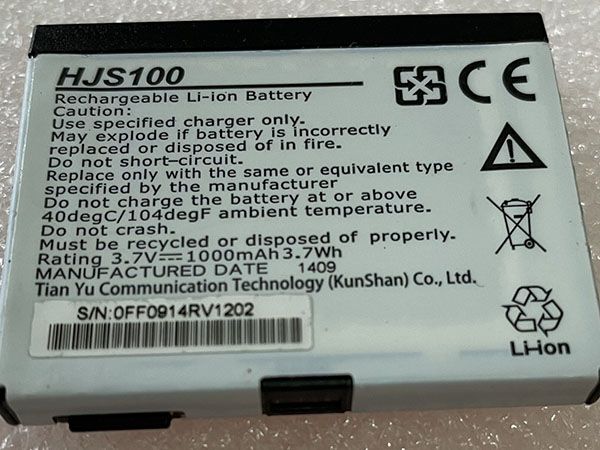 HJS100
Rechargeable Li-ion Battery
Caution:
Use specified charger only.
May explode if battery is incorrectly
replaced or disposed of in fire.
Do not short-circuit.
Replace only with the same or equivalent type
specified by the manufacturer
Do not charge the battery at or above
40degC/104degF ambient temperature.
Do not crash.
Must be recycled or disposed of properly.
Rating 3.7V⎓1000mAh3.7Wh
MANUFACTURED DATE 1409
Tian Yu Communication Technology (KunShan) Co., Ltd.
S/N:0FF0914RV1202
CE
Li-ion